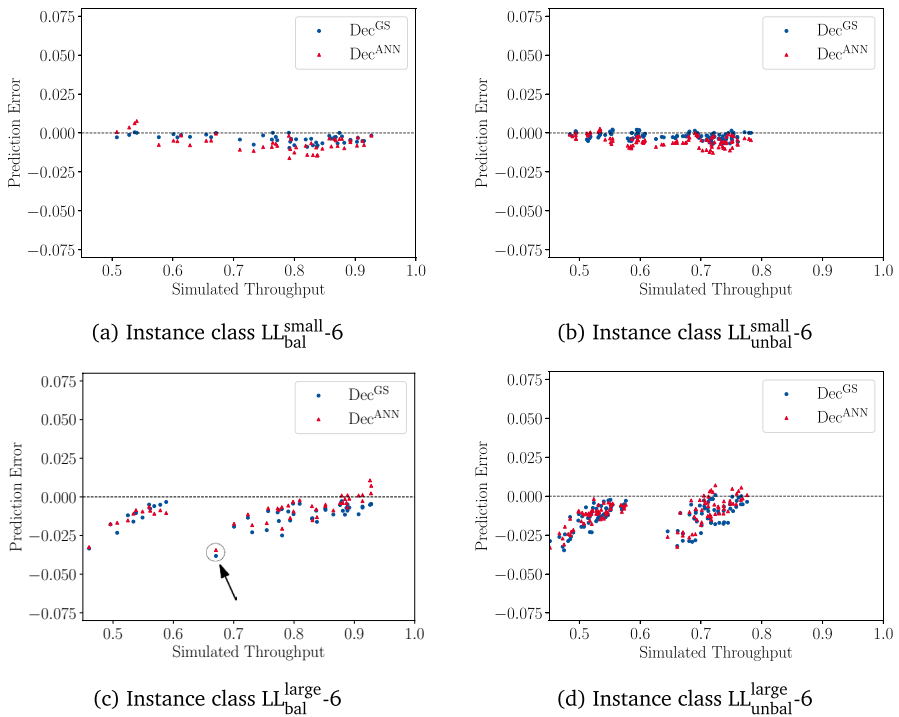 0.075
0.050
0.025
0.000
−0.025
−0.050
−0.075
Prediction Error
0.5 0.6 0.7 0.8 0.9 1.0
Simulated Throughput
Dec^GS
Dec^ANN
(a) Instance class LL^small_bal-6
0.075
0.050
0.025
0.000
−0.025
−0.050
−0.075
Prediction Error
0.5 0.6 0.7 0.8 0.9 1.0
Simulated Throughput
Dec^GS
Dec^ANN
(b) Instance class LL^small_unbal-6
0.075
0.050
0.025
0.000
−0.025
−0.050
−0.075
Prediction Error
0.5 0.6 0.7 0.8 0.9 1.0
Simulated Throughput
Dec^GS
Dec^ANN
(c) Instance class LL^large_bal-6
0.075
0.050
0.025
0.000
−0.025
−0.050
−0.075
Prediction Error
0.5 0.6 0.7 0.8 0.9 1.0
Simulated Throughput
Dec^GS
Dec^ANN
(d) Instance class LL^large_unbal-6